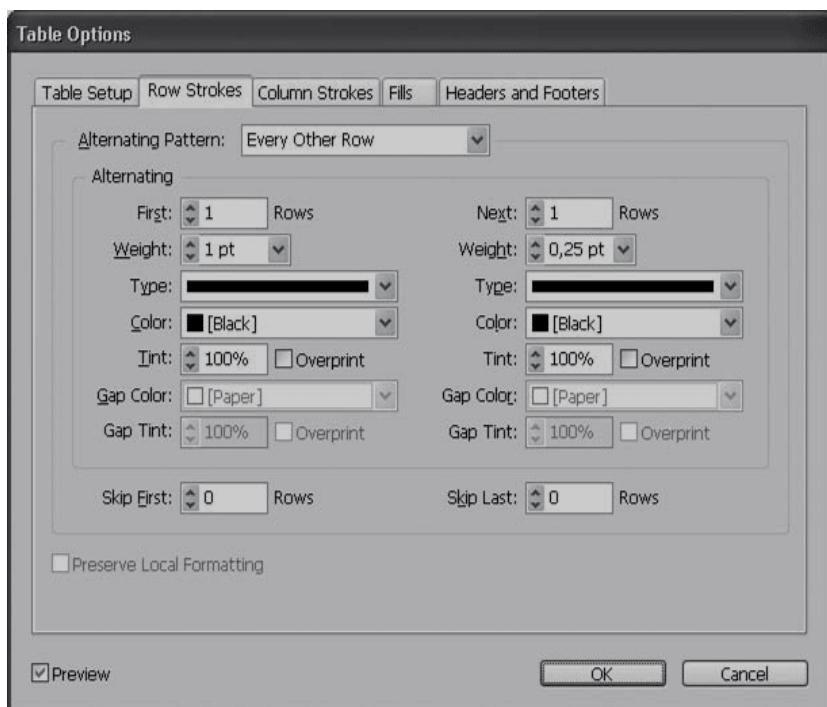 Table Options
Table Setup Row Strokes Column Strokes Fills Headers and Footers
Alternating Pattern: Every Other Row
Alternating
First: 1 Rows Next: 1 Rows
Weight: 1 pt Weight: 0,25 pt
Type: Type:
Color: [Black] Color: [Black]
Tint: 100% Overprint Tint: 100% Overprint
Gap Color: [Paper] Gap Color: [Paper]
Gap Tint: 100% Overprint Gap Tint: 100% Overprint
Skip First: 0 Rows Skip Last: 0 Rows
Preserve Local Formatting
Preview OK Cancel